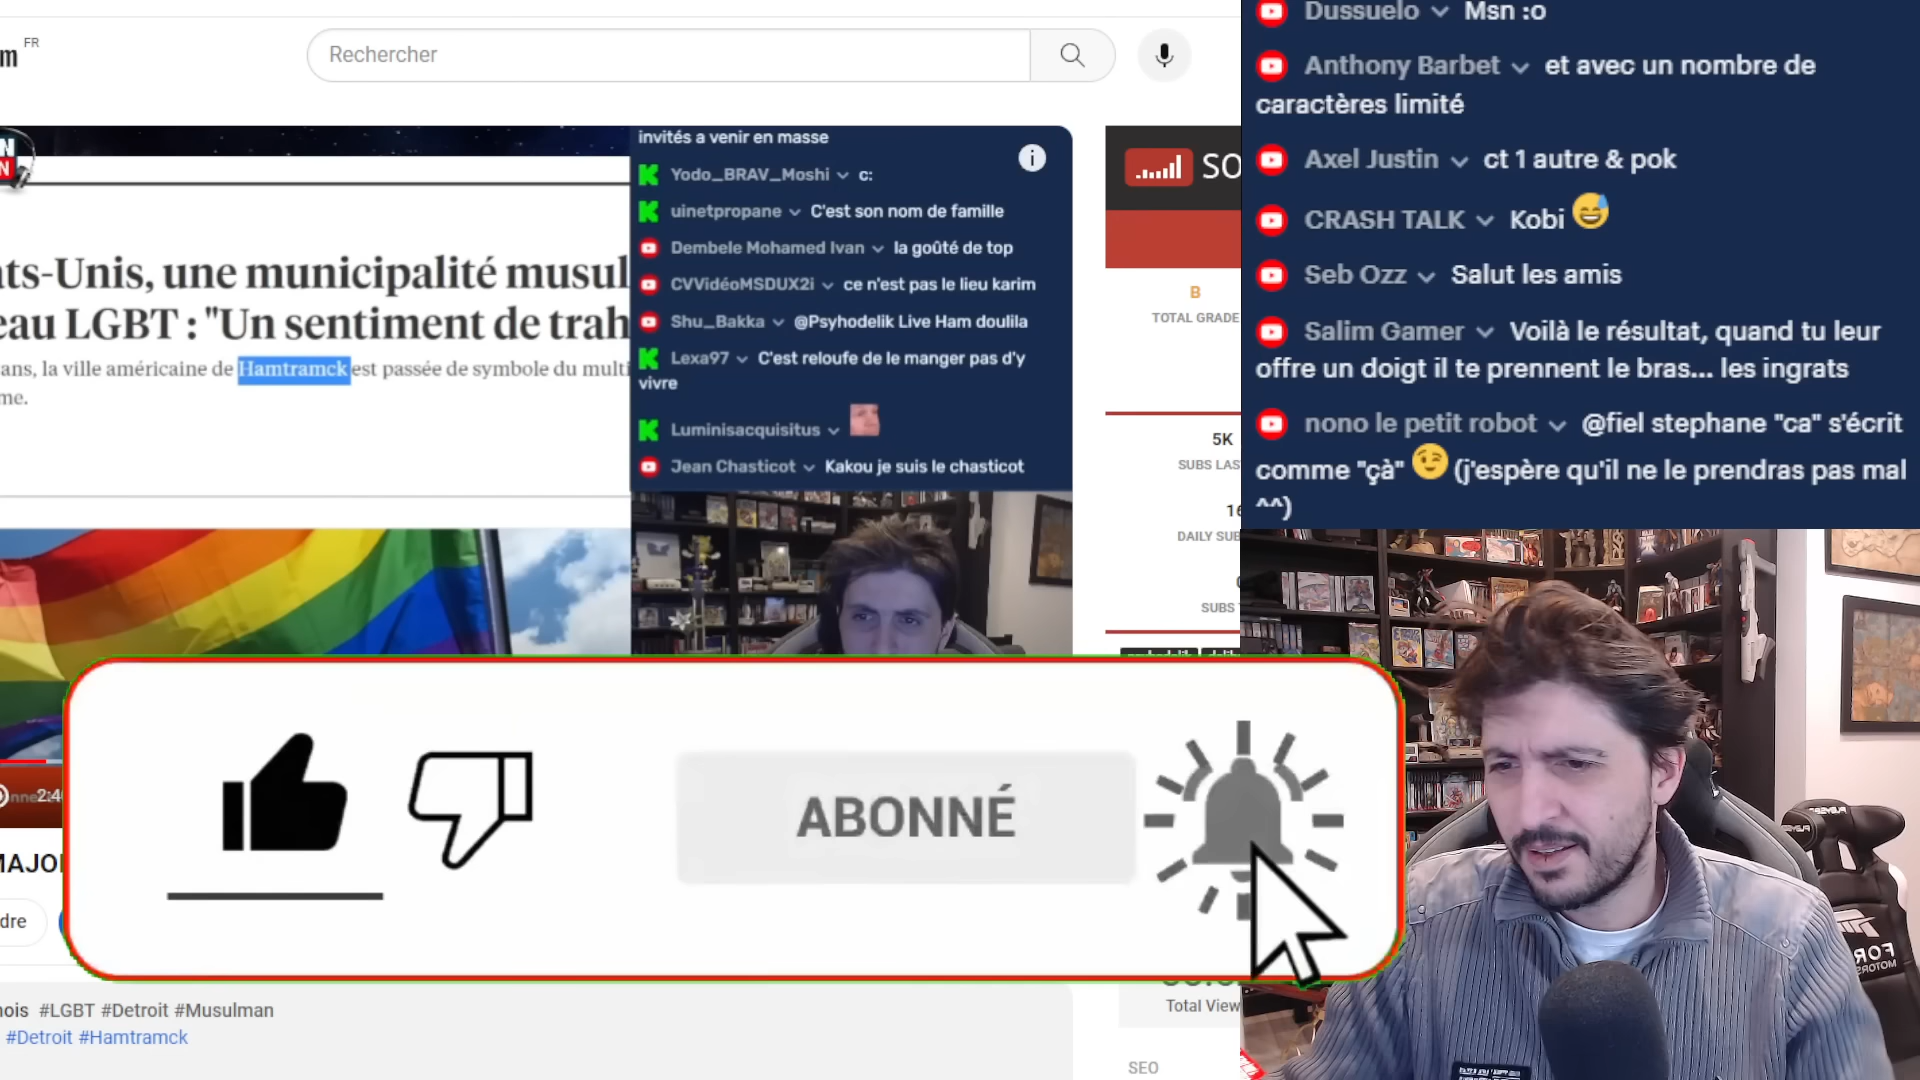 m FR
Rechercher
N
N
ats-Unis, une municipalité musul
eau LGBT : "Un sentiment de trah
ans, la ville américaine de Hamtramck est passée de symbole du multi
me.
invités a venir en masse
Yodo_BRAV_Moshi c:
uinetpropane C'est son nom de famille
Dembele Mohamed Ivan la goûté de top
CVVidéoMSDUX2i ce n'est pas le lieu karim
Shu_Bakka @Psyhodelik Live Ham doulila
Lexa97 C'est reloufe de le manger pas d'y
vivre
Luminisacquisitus
Jean Chasticot Kakou je suis le chasticot
SO
B
TOTAL GRADE
5K
SUBS LAS
16
DAILY SUB
SUBS
Dussuelo Msn :o
Anthony Barbet et avec un nombre de
caractères limité
Axel Justin ct 1 autre & pok
CRASH TALK Kobi 😅
Seb Ozz Salut les amis
Salim Gamer Voilà le résultat, quand tu leur
offre un doigt il te prennent le bras... les ingrats
nono le petit robot @fiel stephane "ca" s'écrit
comme "çà" 😉 (j'espère qu'il ne le prendras pas mal
^^)
ABONNÉ
MAJO
dre
nois #LGBT #Detroit #Musulman
#Detroit #Hamtramck
Total View
SEO
FOR
MOTORS